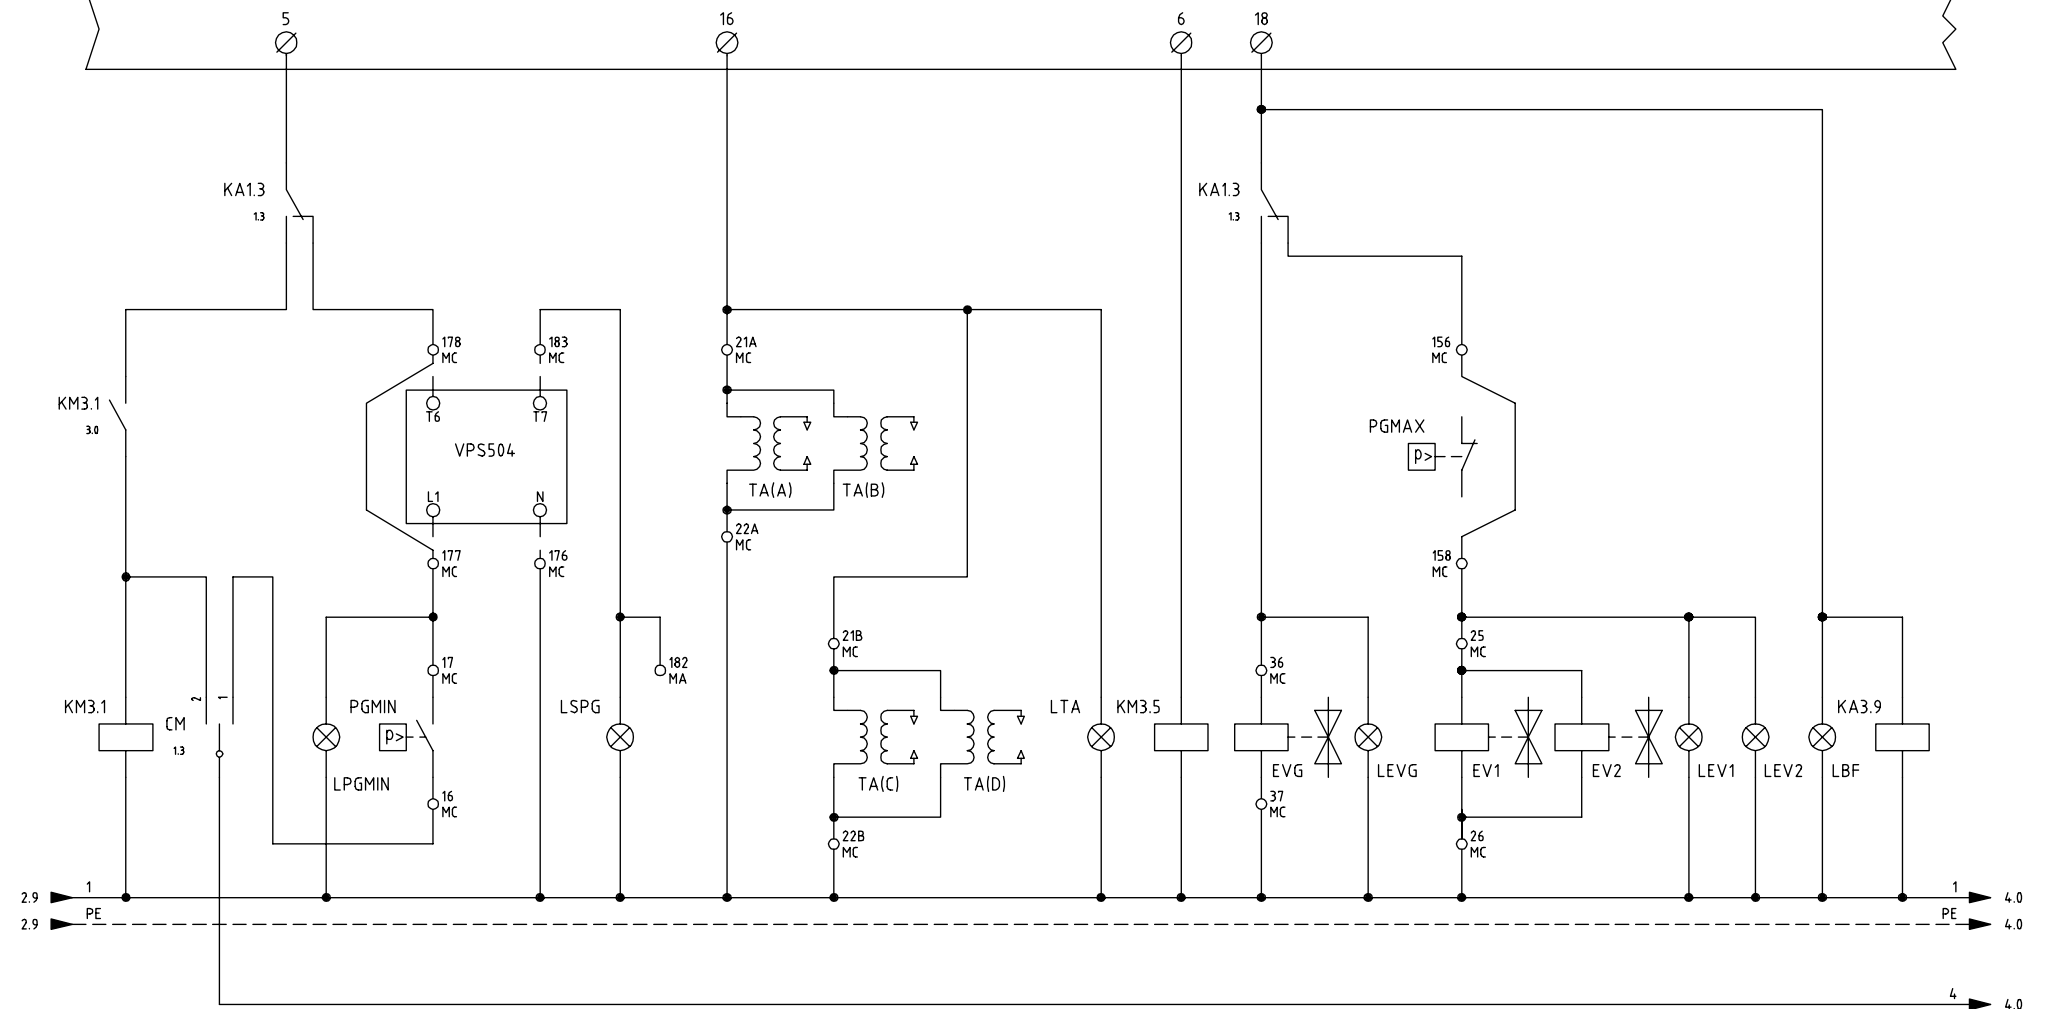 5 16 6 18
KA1.3 KA1.3
1.3 1.3
178 183 21A 156
MC MC MC MC
KM3.1
3.0
T6 T7
PGMAX
VPS504
p>
TA(A) TA(B)
L1 N
22A
MC
177 176 158
MC MC MC
21B 25
MC MC
17 182 36
MC MA MC
2 1
KM3.1 CM PGMIN LSPG LTA KM3.5 KA3.9
1.3
p>
EVG LEVG EV1 EV2 LEV1 LEV2 LBF
LPGMIN TA(C) TA(D)
16 37
MC MC
22B 26
MC MC
2.9 1 1 4.0
2.9 PE PE 4.0
4 4.0